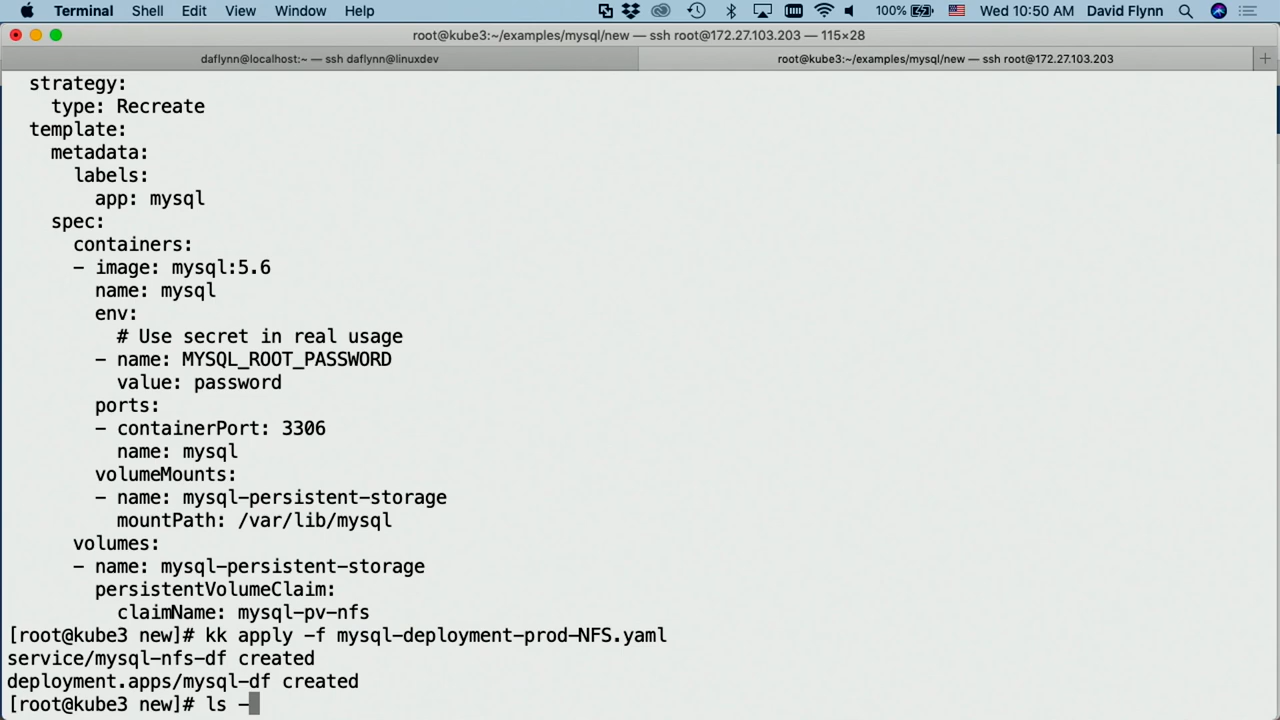 Terminal Shell Edit View Window Help 100% Wed 10:50 AM David Flynn
root@kube3:~/examples/mysql/new — ssh root@172.27.103.203 — 115×28
daflynn@localhost:~ — ssh daflynn@linuxdev root@kube3:~/examples/mysql/new — ssh root@172.27.103.203 +
strategy:
type: Recreate
template:
metadata:
labels:
app: mysql
spec:
containers:
- image: mysql:5.6
name: mysql
env:
# Use secret in real usage
- name: MYSQL_ROOT_PASSWORD
value: password
ports:
- containerPort: 3306
name: mysql
volumeMounts:
- name: mysql-persistent-storage
mountPath: /var/lib/mysql
volumes:
- name: mysql-persistent-storage
persistentVolumeClaim:
claimName: mysql-pv-nfs
[root@kube3 new]# kk apply -f mysql-deployment-prod-NFS.yaml
service/mysql-nfs-df created
deployment.apps/mysql-df created
[root@kube3 new]# ls -